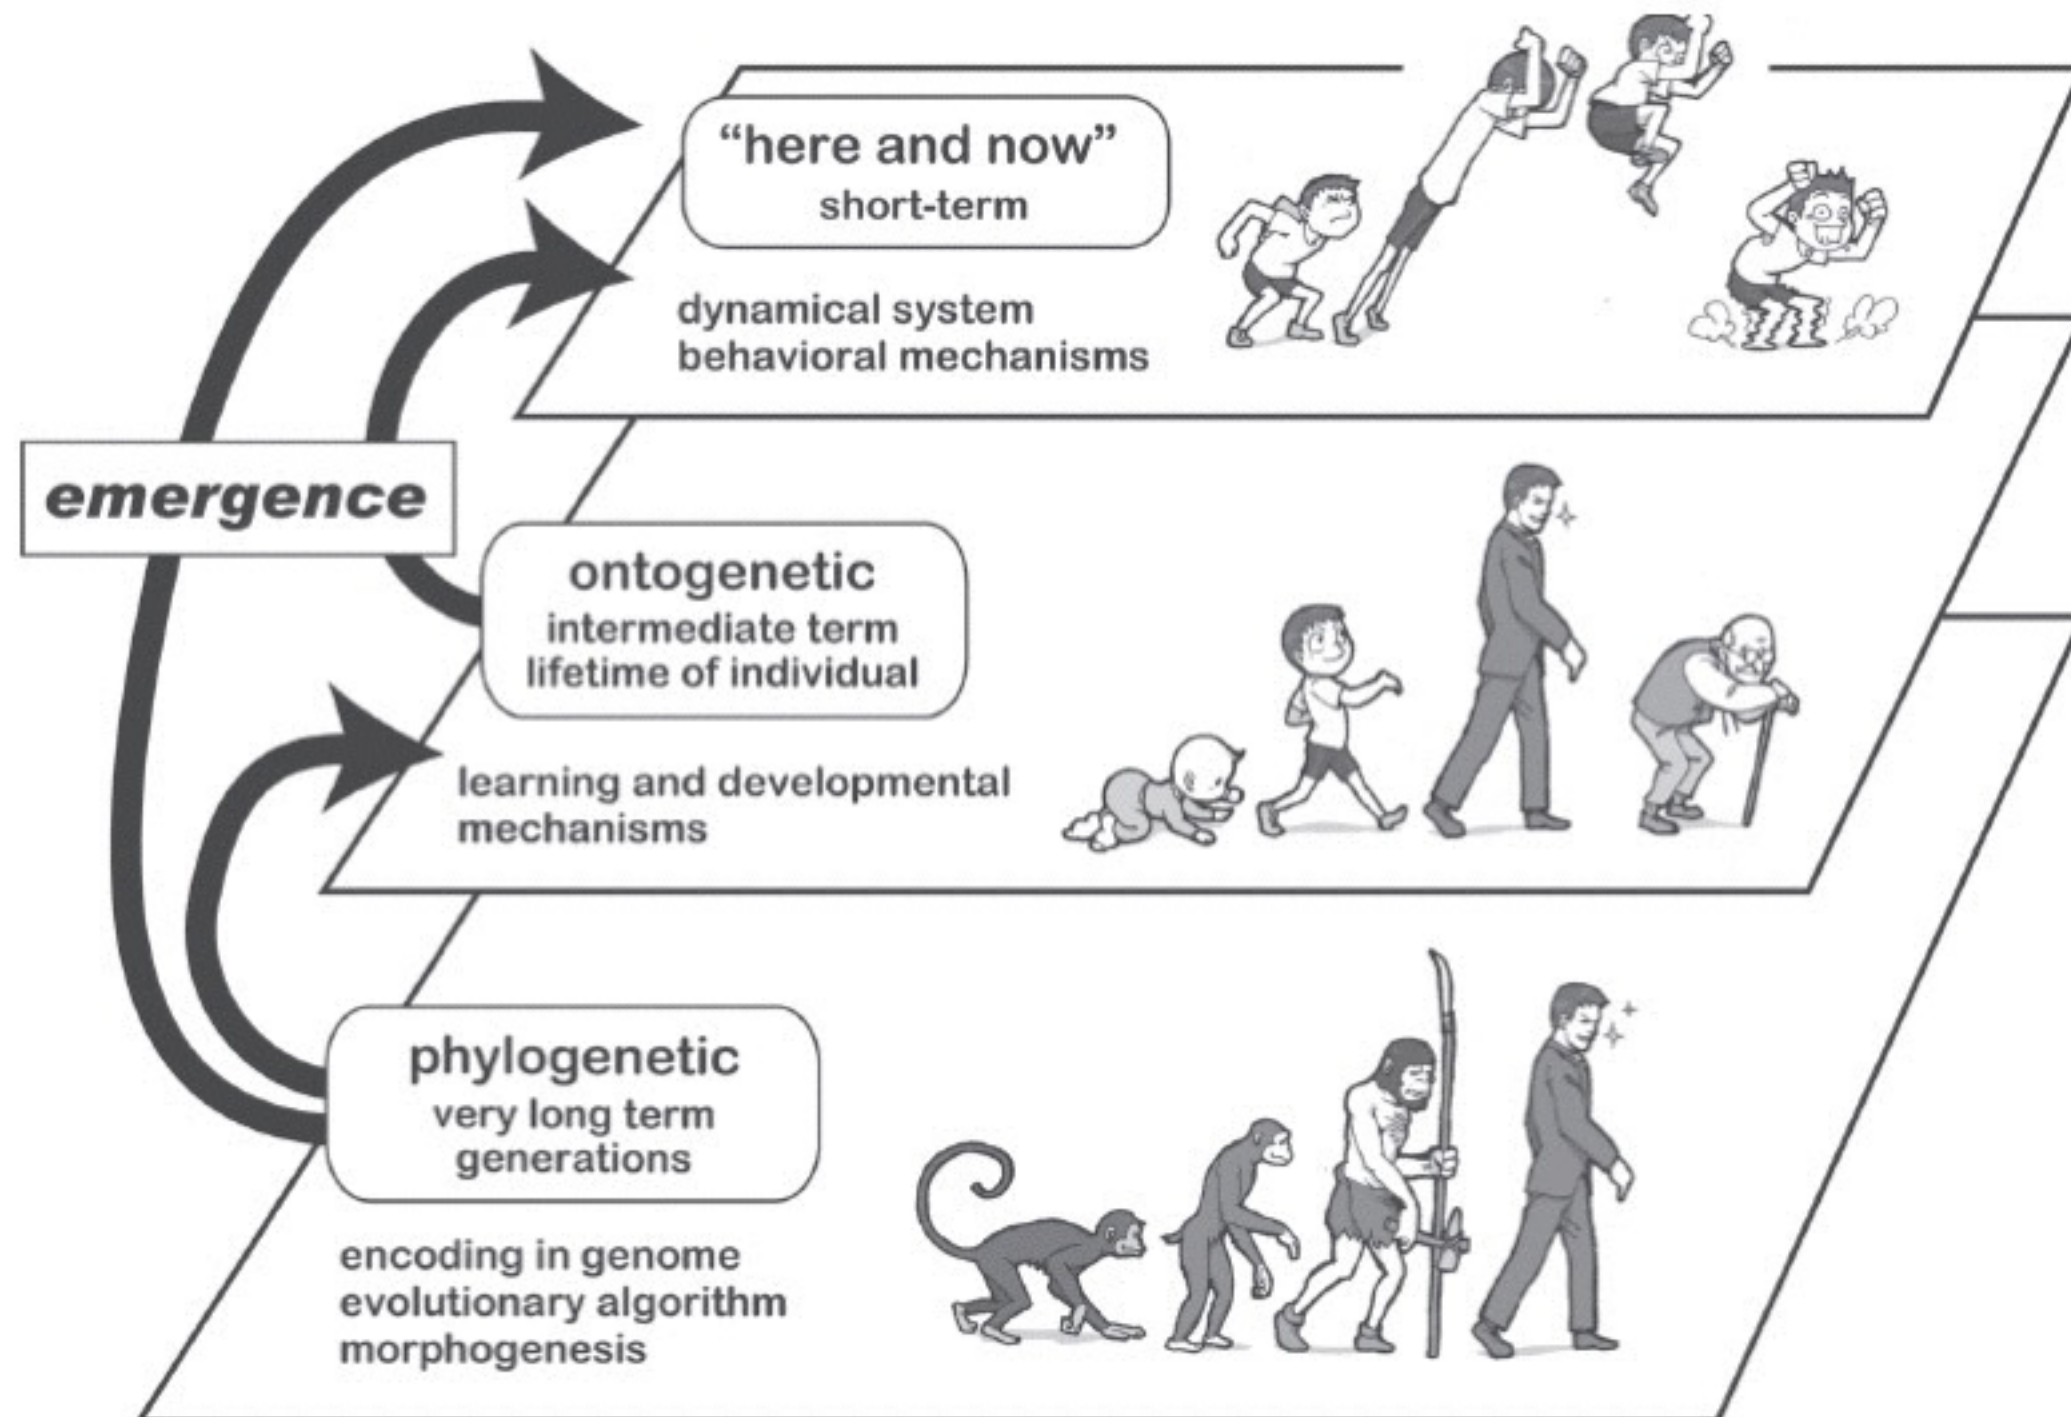 “here and now”
short-term
dynamical system
behavioral mechanisms
emergence
ontogenetic
intermediate term
lifetime of individual
learning and developmental
mechanisms
phylogenetic
very long term
generations
encoding in genome
evolutionary algorithm
morphogenesis